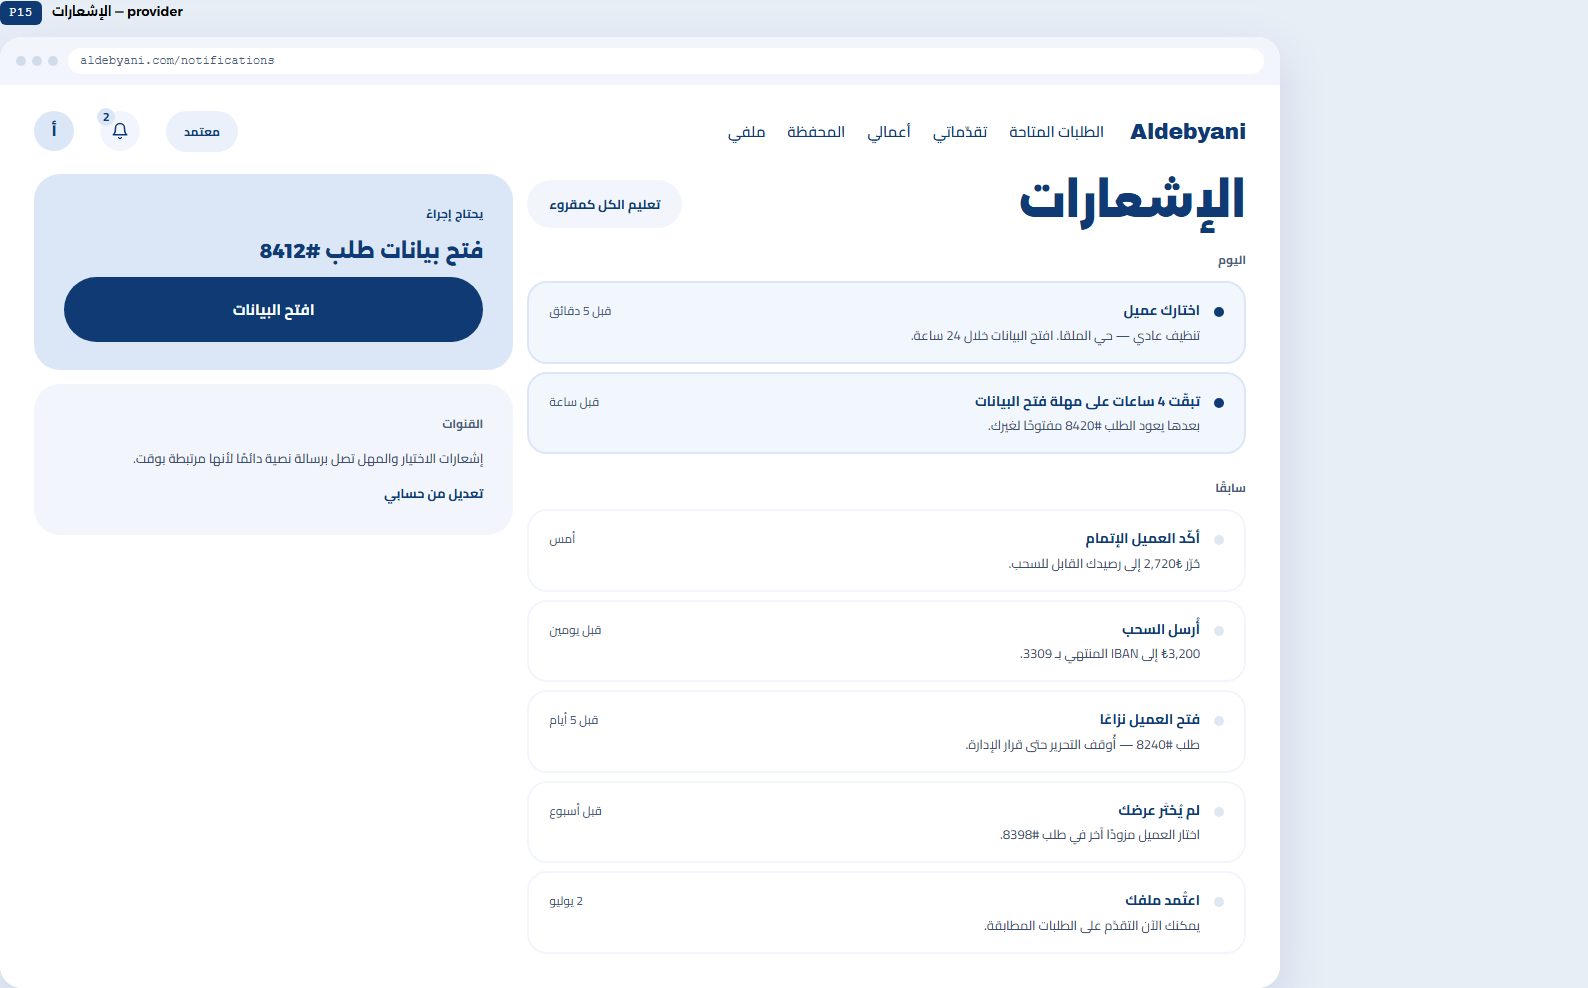 P15 الإشعارات — provider
aldebyani.com/notifications
Aldebyani الطلبات المتاحة تقدّماتي أعمالي المحفظة ملفي معتمد 2 أ
الإشعارات
تعليم الكل كمقروء
اليوم
اختارك عميل قبل 5 دقائق
تنظيف عادي — حي الملقا. افتح البيانات خلال 24 ساعة.
تبقّت 4 ساعات على مهلة فتح البيانات قبل ساعة
بعدها يعود الطلب #8420 مفتوحًا لغيرك.
سابقًا
أكّد العميل الإتمام أمس
حُرّر ₺2,720 إلى رصيدك القابل للسحب.
أُرسل السحب قبل يومين
₺3,200 إلى IBAN المنتهي بـ 3309.
فتح العميل نزاعًا قبل 5 أيام
طلب #8240 — أُوقف التحرير حتى قرار الإدارة.
لم يُختَر عرضك قبل أسبوع
اختار العميل مزودًا آخر في طلب #8398.
اعتُمد ملفك 2 يوليو
يمكنك الآن التقدّم على الطلبات المطابقة.
يحتاج إجراءً
فتح بيانات طلب #8412
افتح البيانات
القنوات
إشعارات الاختيار والمهل تصل برسالة نصية دائمًا لأنها مرتبطة بوقت.
تعديل من حسابي